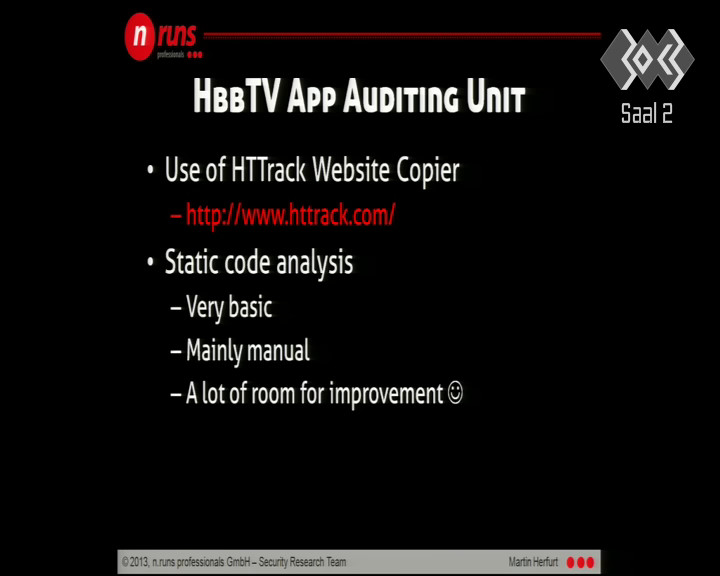 n runs
professionals
Saal 2
HbbTV App Auditing Unit
• Use of HTTrack Website Copier
– http://www.httrack.com/
• Static code analysis
– Very basic
– Mainly manual
– A lot of room for improvement ☺
© 2013, n.runs professionals GmbH – Security Research Team
Martin Herfurt